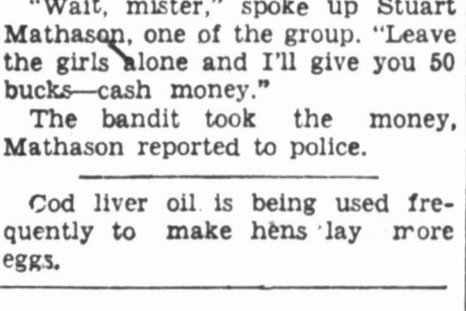 "Wait, mister," spoke up Stuart
Mathason, one of the group. "Leave
the girls alone and I'll give you 50
bucks—cash money."
The bandit took the money,
Mathason reported to police.
Cod liver oil is being used fre-
quently to make hens lay more
eggs.